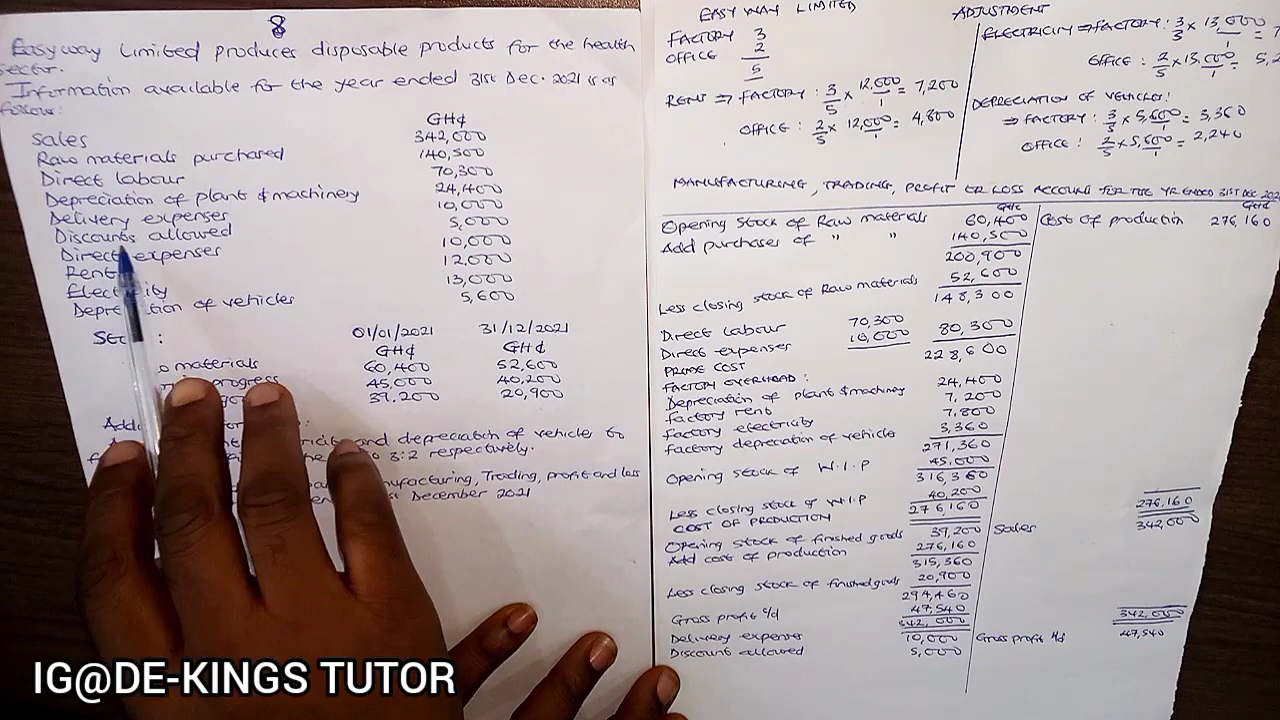 8
Easyway Limited produces disposable products for the health
sector.
Information available for the year ended 31st Dec. 2021 is as
follow:
GH¢
Sales 342,000
Raw materials purchased 140,500
Direct labour 70,300
Depreciation of plant & machinery 24,400
Delivery expenses 10,000
Discounts allowed 5,000
Direct expenses 10,000
Rent 12,000
Electricity 13,000
Depreciation of vehicles 5,600
01/01/2021 31/12/2021
GH¢ GH¢
materials 60,400 52,600
progress 45,000 40,200
39,200 20,900
and depreciation of vehicles to
3:2 respectively.
Manufacturing, Trading, profit and loss
December 2021
IG@DE-KINGS TUTOR
EASY WAY LIMITED
FACTORY 3
OFFICE 2
5
RENT ⇒ FACTORY : 3/5 × 12,000/1 = 7,200
OFFICE : 2/5 × 12,000/1 = 4,800
ADJUSTMENT
ELECTRICITY ⇒ FACTORY : 3/5 × 13,000/1 =
OFFICE : 2/5 × 13,000/1 =
DEPRECIATION OF VEHICLES!
⇒ FACTORY : 3/5 × 5,600/1 = 3,360
OFFICE : 2/5 × 5,600/1 = 2,240
MANUFACTURING, TRADING, PROFIT OR LOSS ACCOUNT FOR THE YR ENDED 31ST DEC 202
GH¢ GH¢
Opening stock of Raw materials 60,400 Cost of production 276,160
Add purchases of " " 140,500
200,900
Less closing stock of Raw materials 52,600
148,300
Direct labour 70,300
Direct expenses 10,000 80,300
PRIME COST 228,600
FACTORY OVERHEAD:
Depreciation of plant & machinery 24,400
Factory rent 7,200
Factory electricity 7,800
Factory depreciation of vehicle 3,360
271,360
Opening stock of W.I.P 45,000
316,360
Less closing stock of W.I.P 40,200
COST OF PRODUCTION 276,160 276,160
Opening stock of finished goods 39,200 Sales 342,000
Add cost of production 276,160
315,360
Less closing stock of finished goods 20,900
294,460
Gross profit c/d 47,540
342,000 342,000
Delivery expenses 10,000 Gross profit b/d 47,540
Discount allowed 5,000